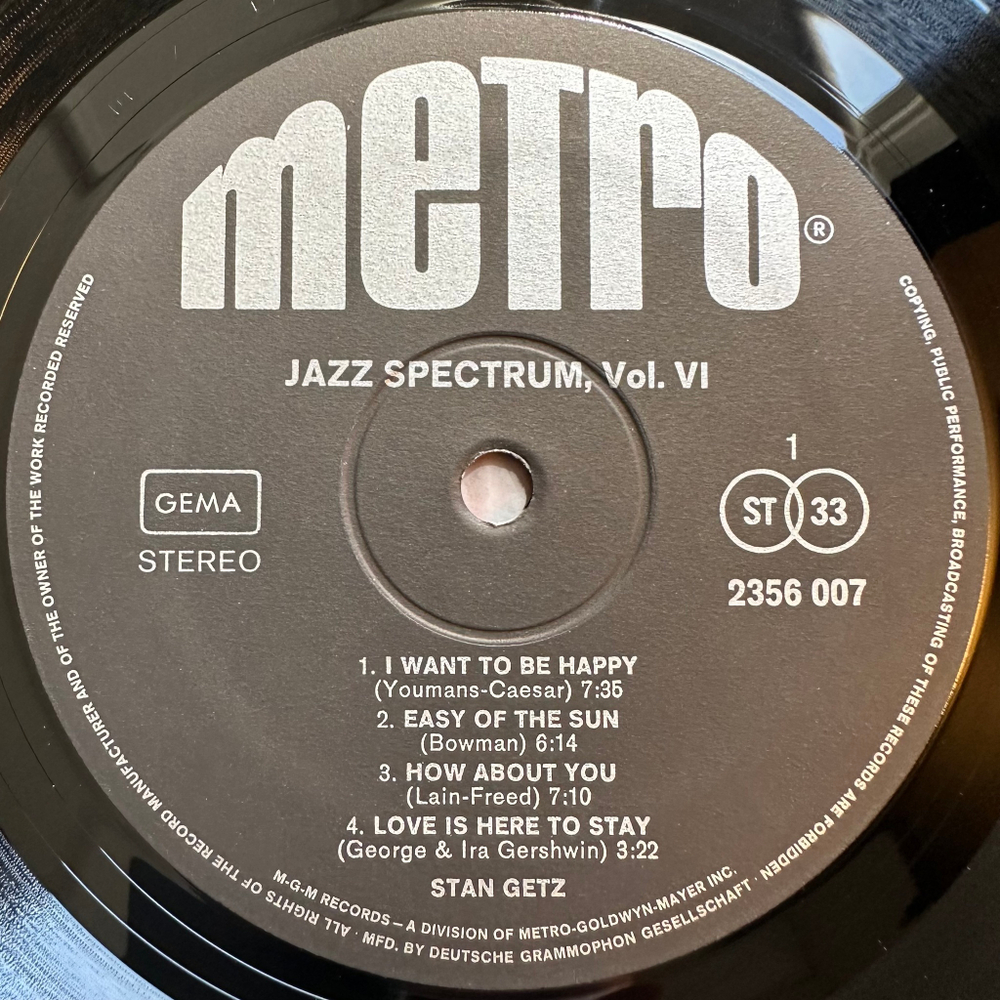 meTro®
JAZZ SPECTRUM, Vol. VI
GEMA
STEREO
1
ST 33
2356 007
1. I WANT TO BE HAPPY
(Youmans-Caesar) 7:35
2. EASY OF THE SUN
(Bowman) 6:14
3. HOW ABOUT YOU
(Lain-Freed) 7:10
4. LOVE IS HERE TO STAY
(George & Ira Gershwin) 3:22
STAN GETZ
M-G-M RECORDS – A DIVISION OF METRO-GOLDWYN-MAYER INC.
ALL RIGHTS OF THE RECORD MANUFACTURER AND OF THE OWNER OF THE WORK RECORDED RESERVED
COPYING, PUBLIC PERFORMANCE, BROADCASTING OF THESE RECORDS ARE FORBIDDEN
· MFD. BY DEUTSCHE GRAMMOPHON GESELLSCHAFT ·